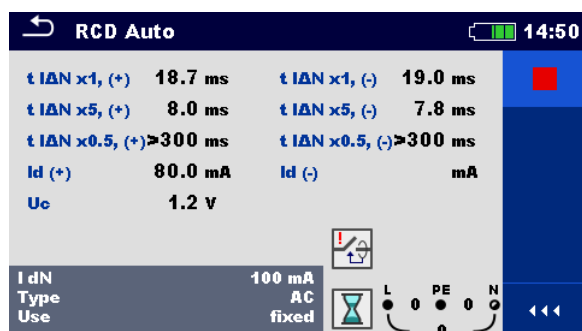 RCD Auto 14:50
t IΔN x1, (+) 18.7 ms t IΔN x1, (-) 19.0 ms
t IΔN x5, (+) 8.0 ms t IΔN x5, (-) 7.8 ms
t IΔN x0.5, (+) >300 ms t IΔN x0.5, (-) >300 ms
Id (+) 80.0 mA Id (-) mA
Uc 1.2 V
I dN 100 mA
Type AC
Use fixed
L PE N
0 0
0